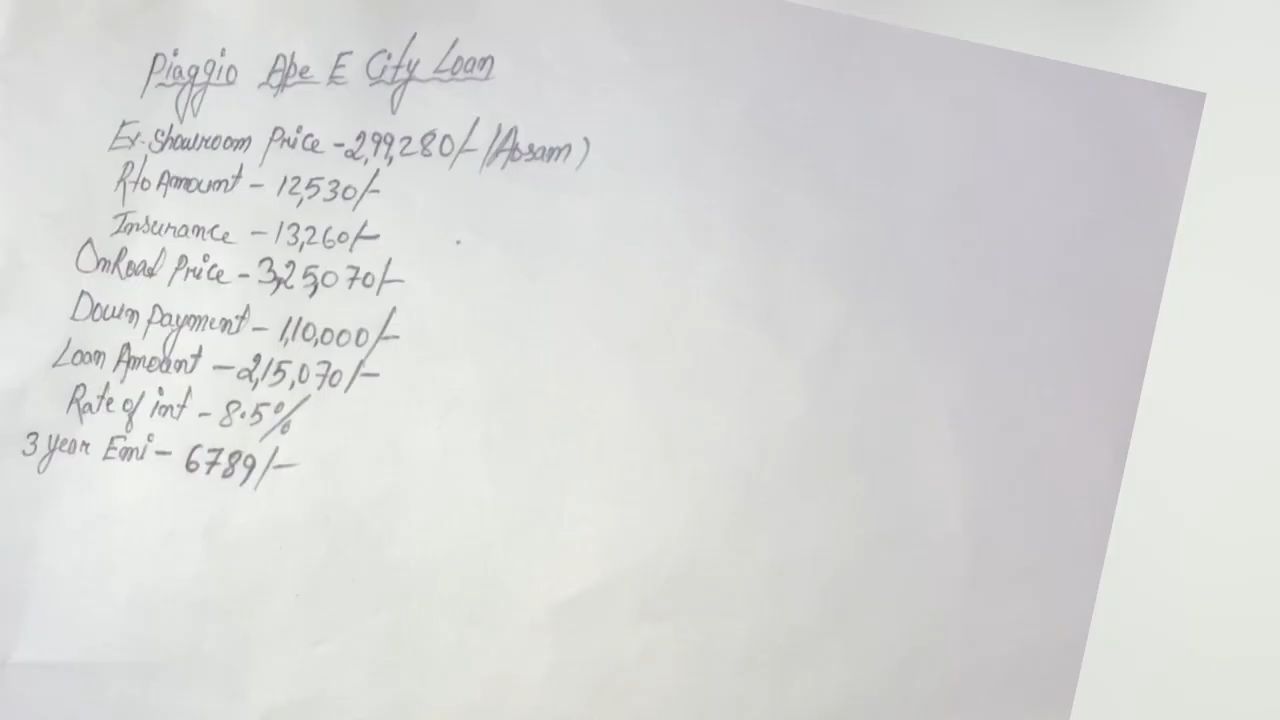 Piaggio Ape E City Loan
Ex. Showroom Price - 2,99,280/- (Assam)
Rto Amount - 12,530/-
Insurance - 13,260/-
OnRoad Price - 3,25,070/-
Down payment - 1,10,000/-
Loan Amount - 2,15,070/-
Rate of int - 8.5%
3 year Emi - 6789/-